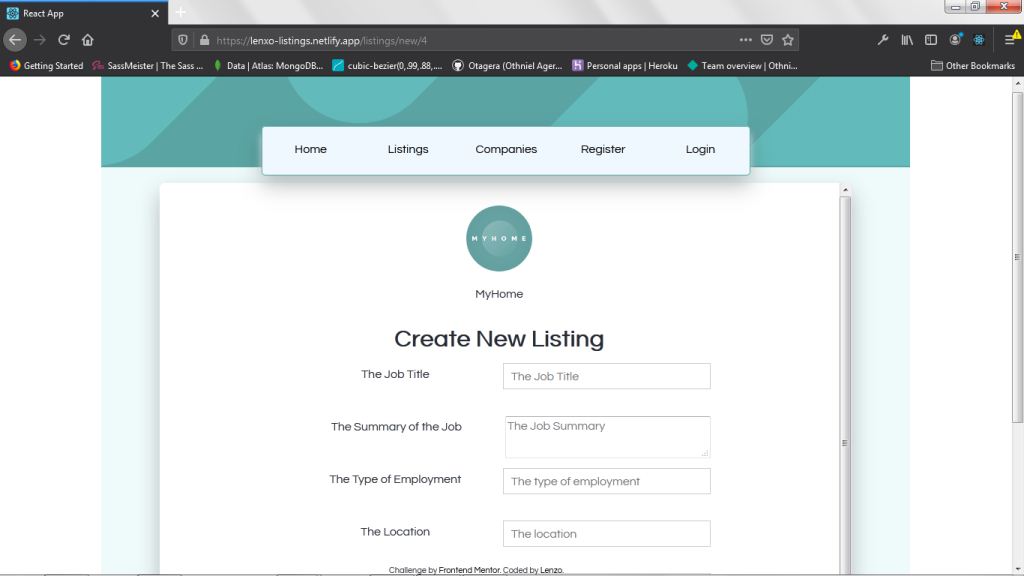 React App
https://lenxo-listings.netlify.app/listings/new/4
Getting Started
SassMeister | The Sass ...
Data | Atlas: MongoDB...
cubic-bezier(0,.99,.88,....
Otagera (Othniel Ager...
Personal apps | Heroku
Team overview | Othni...
Other Bookmarks
Home
Listings
Companies
Register
Login
MYHOME
MyHome
Create New Listing
The Job Title
The Job Title
The Summary of the Job
The Job Summary
The Type of Employment
The type of employment
The Location
The location
Challenge by Frontend Mentor. Coded by Lenzo.